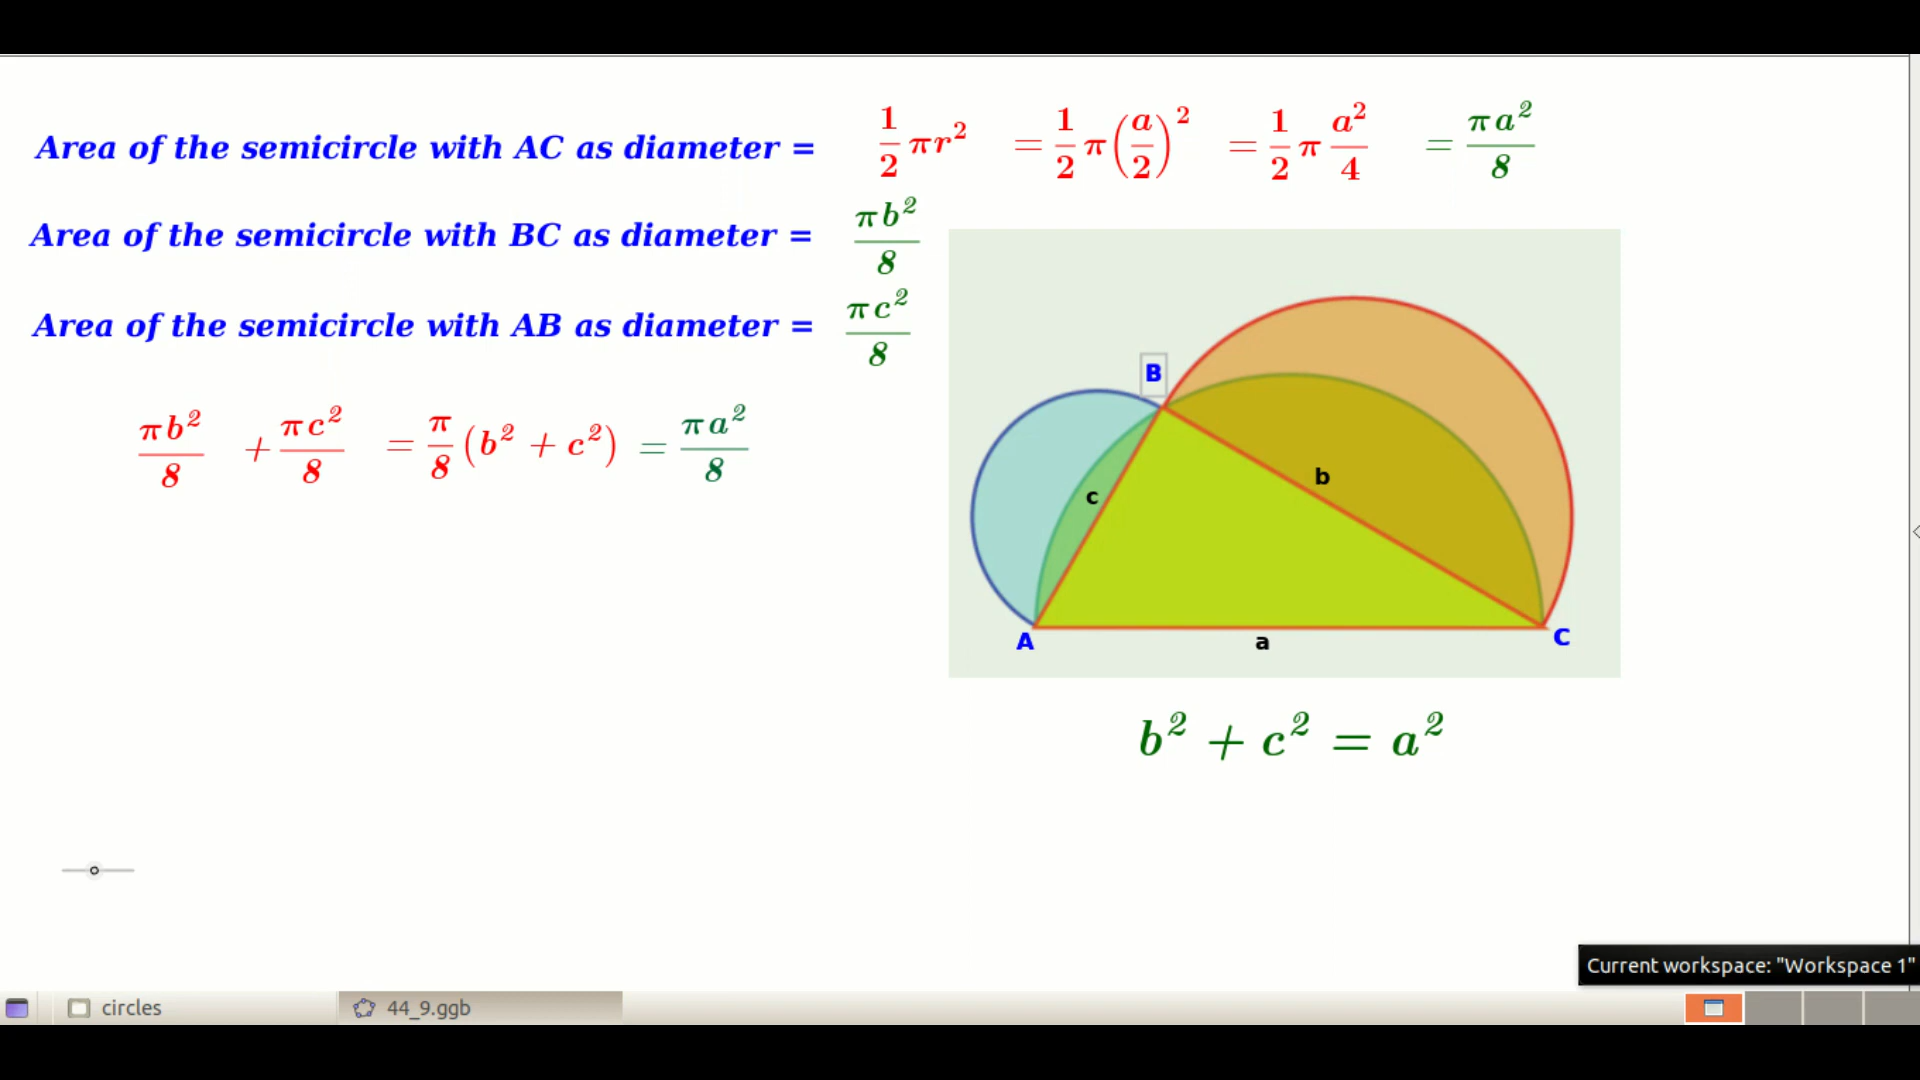 Area of the semicircle with AC as diameter = 1/2 πr² = 1/2 π(a/2)² = 1/2 π a²/4 = πa²/8
Area of the semicircle with BC as diameter = πb²/8
Area of the semicircle with AB as diameter = πc²/8
πb²/8 + πc²/8 = π/8 (b² + c²) = πa²/8
B
b
c
A
a
C
b² + c² = a²
Current workspace: "Workspace 1"
circles
44_9.ggb